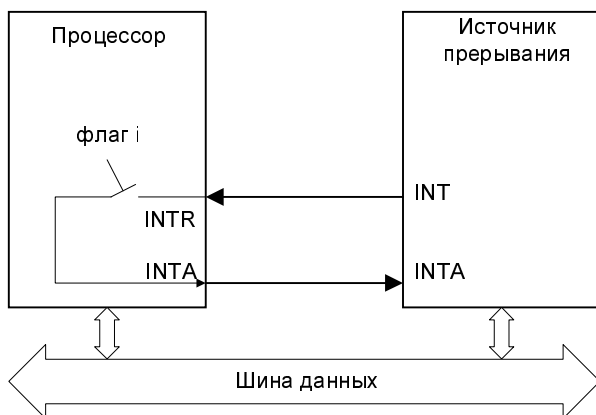 Процессор
Источник
прерывания
флаг i
INTR
INT
INTA
INTA
Шина данных